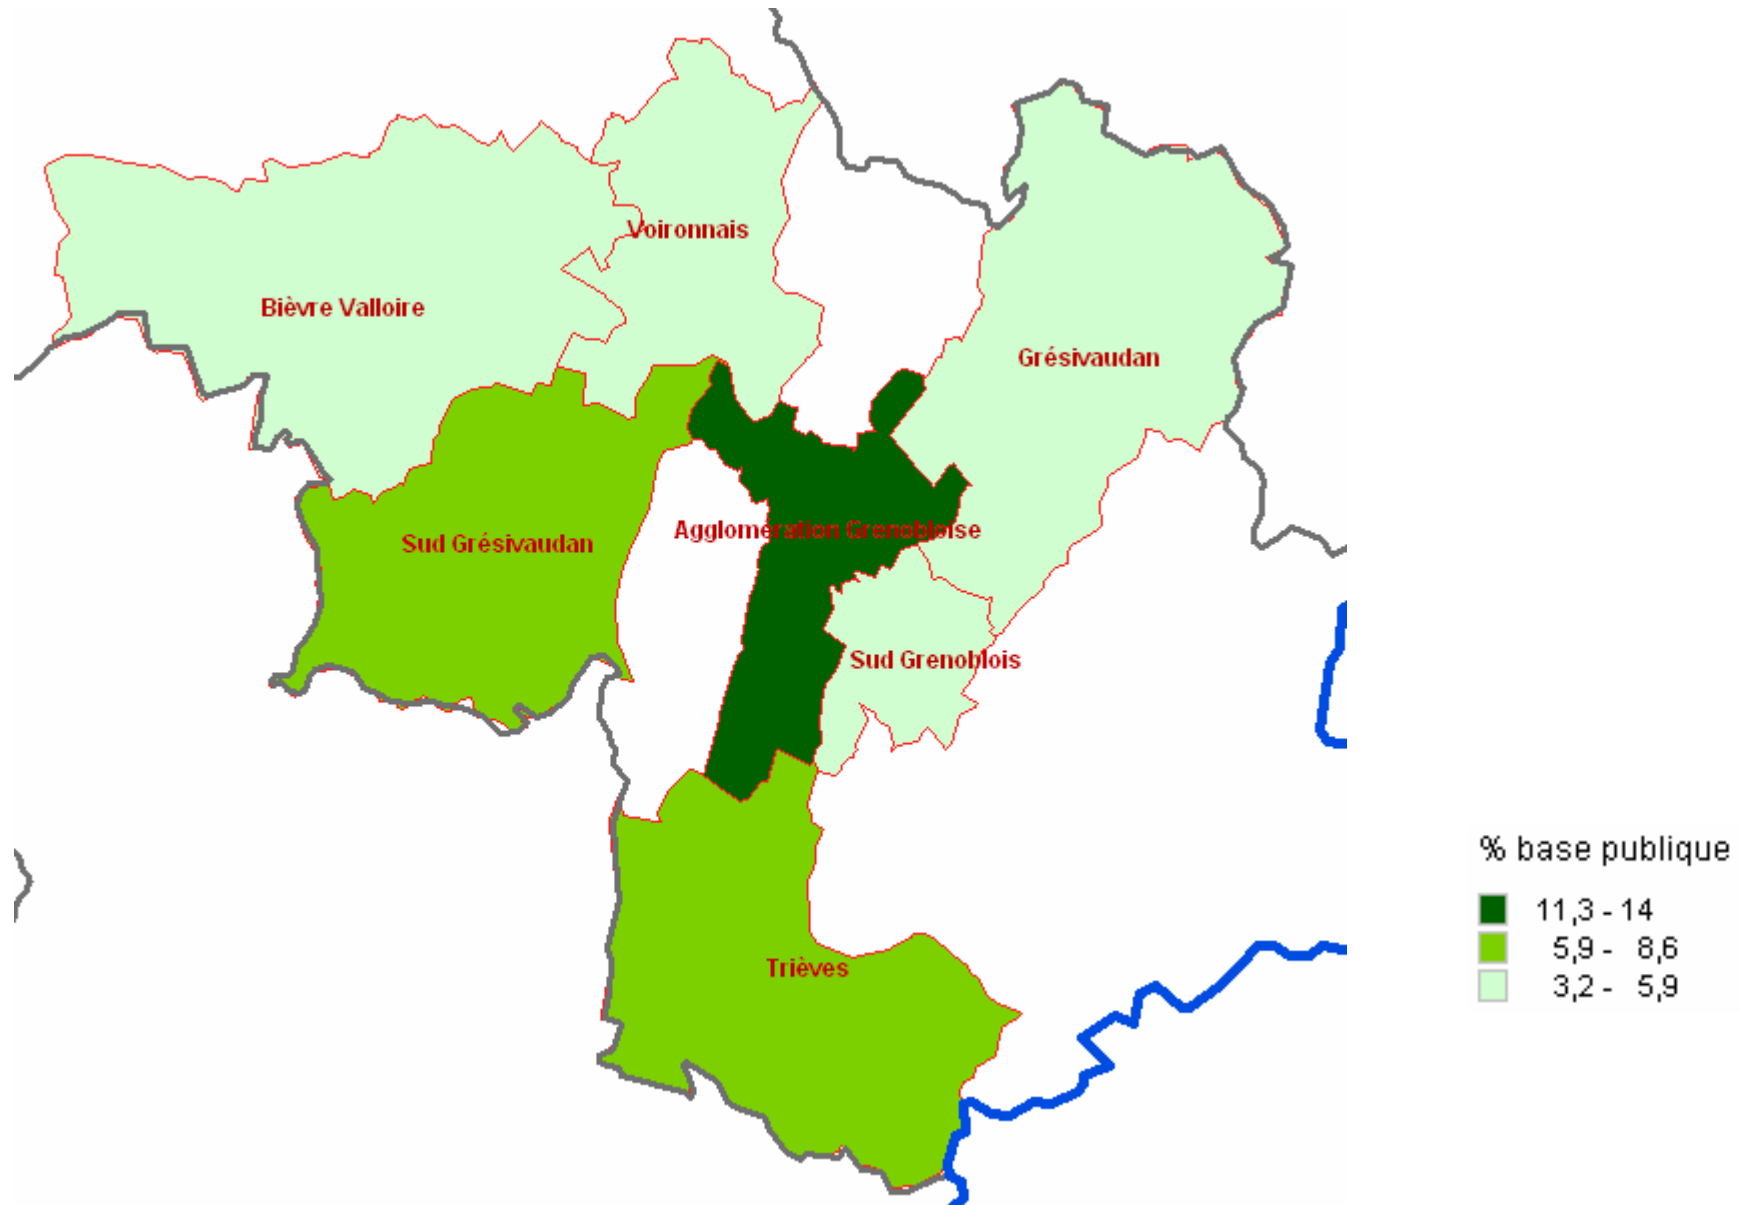 Voironnais
Bièvre Valloire
Grésivaudan
Agglomération Grenobloise
Sud Grésivaudan
Sud Grenoblois
Trièves
% base publique
11,3 - 14
5,9 - 8,6
3,2 - 5,9